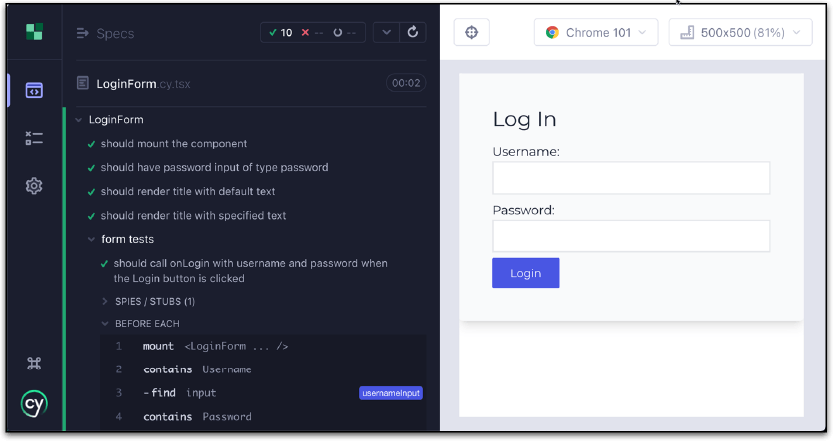 Specs
10 -- --
Chrome 101
500x500 (81%)
LoginForm.cy.tsx
00:02
LoginForm
should mount the component
should have password input of type password
should render title with default text
should render title with specified text
form tests
should call onLogin with username and password when
the Login button is clicked
SPIES / STUBS (1)
BEFORE EACH
1 mount <LoginForm ... />
2 contains Username
3 -find input usernameInput
4 contains Password
cy
Log In
Username:
Password:
Login